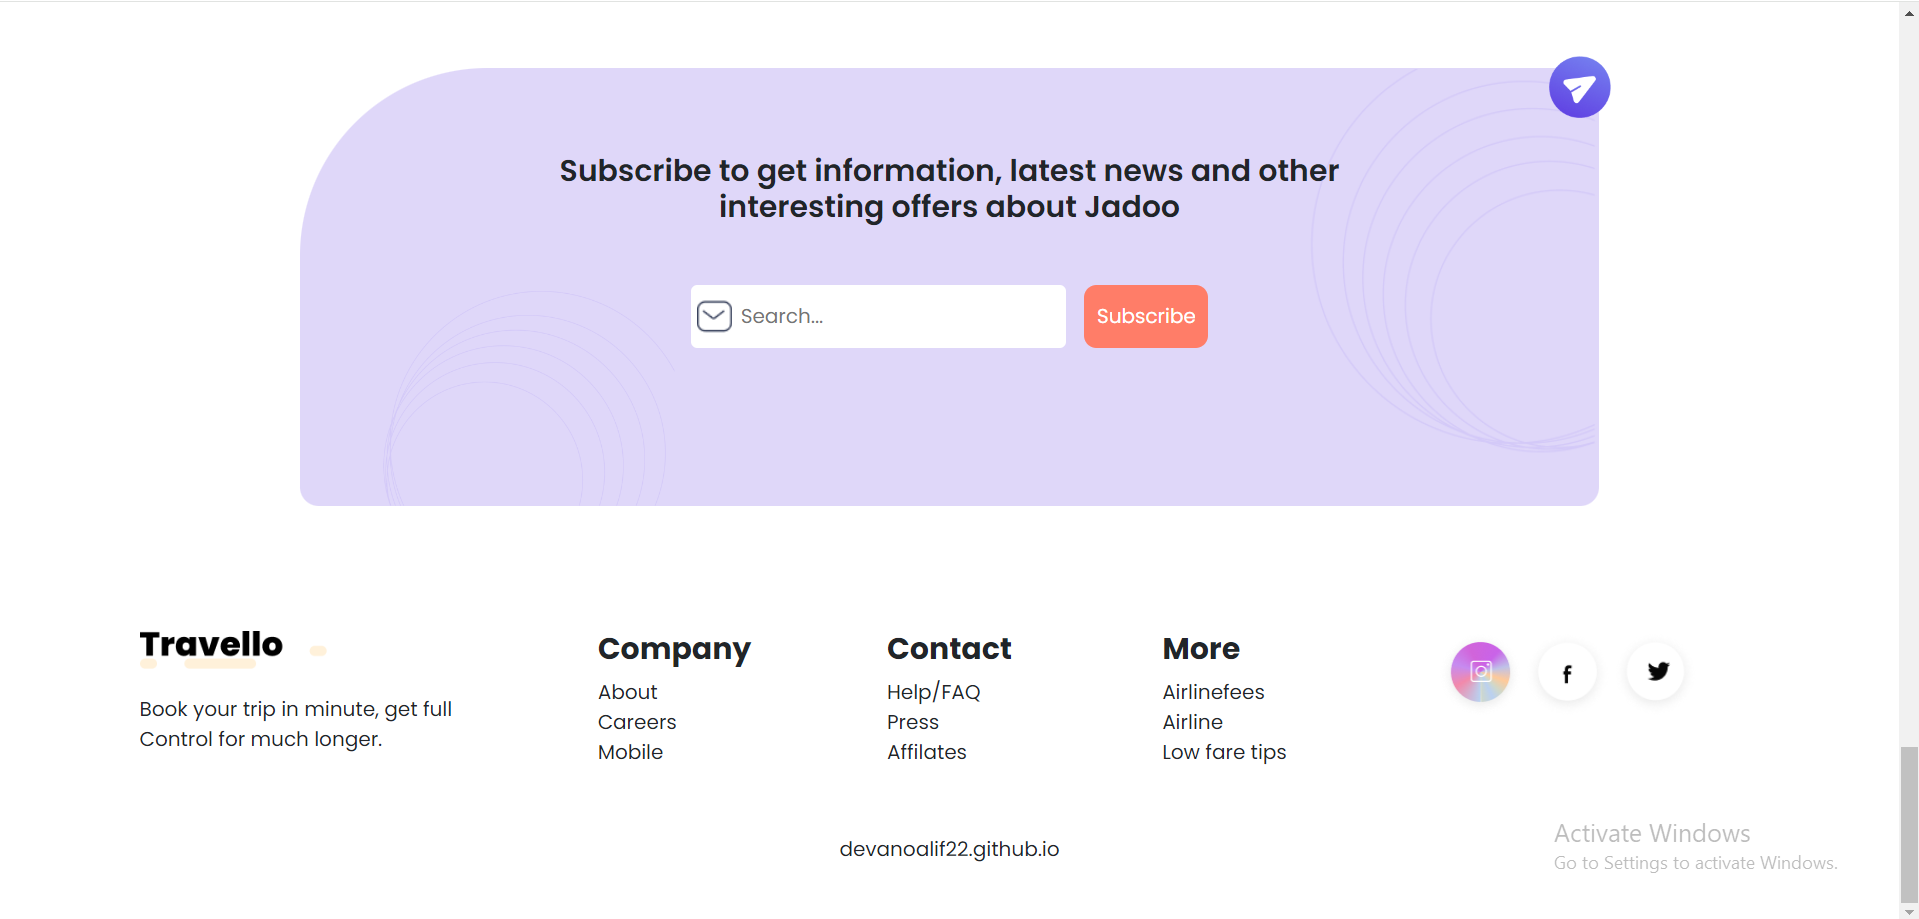 Subscribe to get information, latest news and other
interesting offers about Jadoo
Search...
Subscribe
Travello
Book your trip in minute, get full
Control for much longer.
Company
About
Careers
Mobile
Contact
Help/FAQ
Press
Affilates
More
Airlinefees
Airline
Low fare tips
devanoalif22.github.io
Activate Windows
Go to Settings to activate Windows.